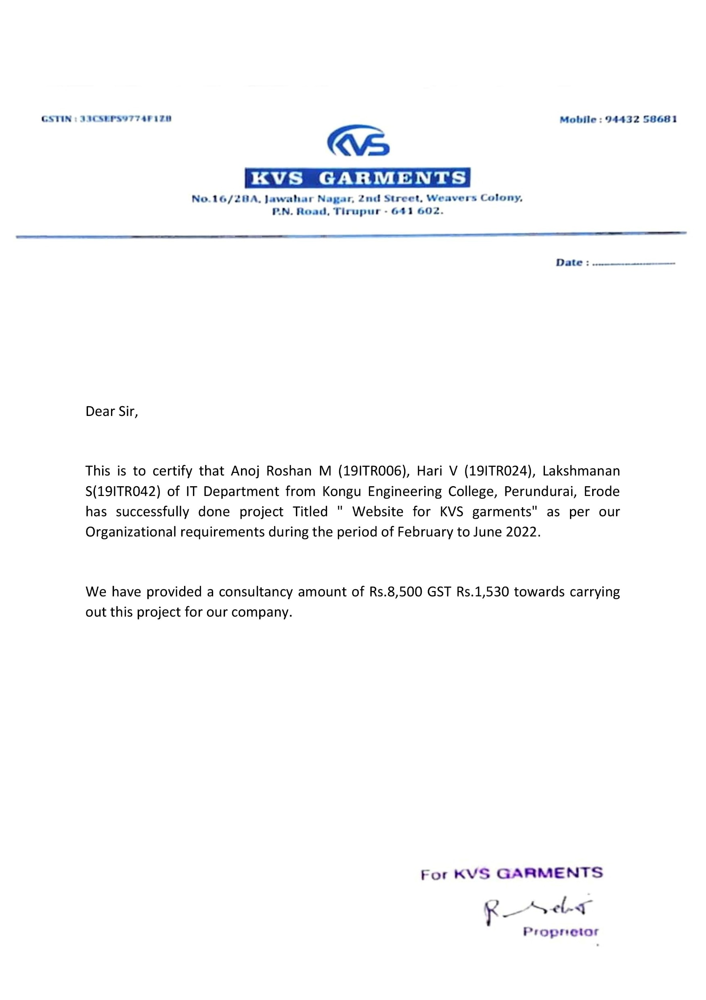 GSTIN : 33CSEPS9774F1Z8
Mobile : 94432 58681
KVS
KVS GARMENTS
No.16/28A, Jawahar Nagar, 2nd Street, Weavers Colony,
P.N. Road, Tirupur - 641 602.
Date : ..............................
Dear Sir,
This is to certify that Anoj Roshan M (19ITR006), Hari V (19ITR024), Lakshmanan
S(19ITR042) of IT Department from Kongu Engineering College, Perundurai, Erode
has successfully done project Titled " Website for KVS garments" as per our
Organizational requirements during the period of February to June 2022.
We have provided a consultancy amount of Rs.8,500 GST Rs.1,530 towards carrying
out this project for our company.
For KVS GARMENTS
Proprietor